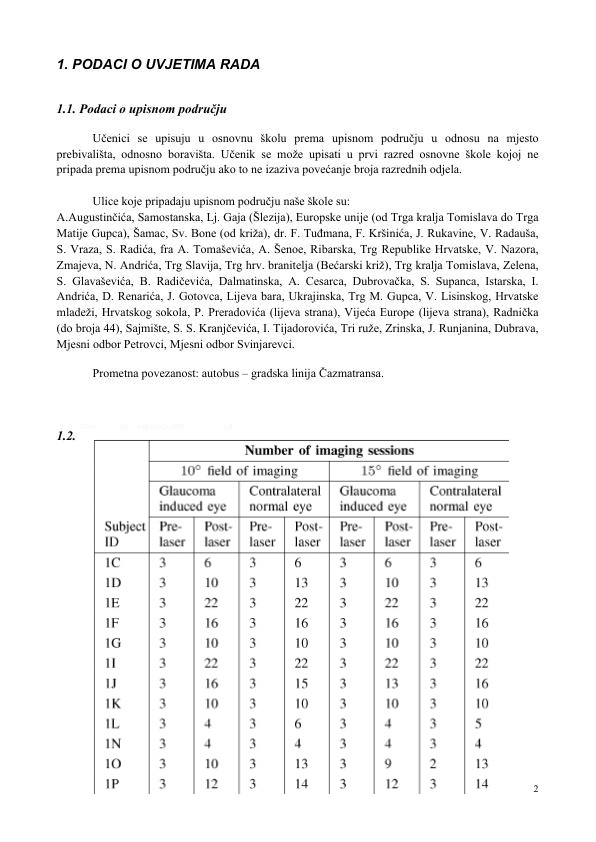 1. PODACI O UVJETIMA RADA
1.1. Podaci o upisnom području
Učenici se upisuju u osnovnu školu prema upisnom području u odnosu na mjesto
prebivališta, odnosno boravišta. Učenik se može upisati u prvi razred osnovne škole kojoj ne
pripada prema upisnom području ako to ne izaziva povećanje broja razrednih odjela.
Ulice koje pripadaju upisnom području naše škole su:
A.Augustinčića, Samostanska, Lj. Gaja (Šlezija), Europske unije (od Trga kralja Tomislava do Trga
Matije Gupca), Šamac, Sv. Bone (od križa), dr. F. Tuđmana, F. Kršinića, J. Rukavine, V. Radauša,
S. Vraza, S. Radića, fra A. Tomaševića, A. Šenoe, Ribarska, Trg Republike Hrvatske, V. Nazora,
Zmajeva, N. Andrića, Trg Slavija, Trg hrv. branitelja (Bećarski križ), Trg kralja Tomislava, Zelena,
S. Glavaševića, B. Radičevića, Dalmatinska, A. Cesarca, Dubrovačka, S. Supanca, Istarska, I.
Andrića, D. Renarića, J. Gotovca, Lijeva bara, Ukrajinska, Trg M. Gupca, V. Lisinskog, Hrvatske
mladeži, Hrvatskog sokola, P. Preradovića (lijeva strana), Vijeća Europe (lijeva strana), Radnička
(do broja 44), Sajmište, S. S. Kranjčevića, I. Tijadorovića, Tri ruže, Zrinska, J. Runjanina, Dubrava,
Mjesni odbor Petrovci, Mjesni odbor Svinjarevci.
Prometna povezanost: autobus – gradska linija Čazmatransa.
1.2.
Number of imaging sessions
10° field of imaging 15° field of imaging
Glaucoma Contralateral Glaucoma Contralateral
induced eye normal eye induced eye normal eye
Subject Pre- Post- Pre- Post- Pre- Post- Pre- Post-
ID laser laser laser laser laser laser laser laser
1C 3 6 3 6 3 6 3 6
1D 3 10 3 13 3 10 3 13
1E 3 22 3 22 3 22 3 22
1F 3 16 3 16 3 16 3 16
1G 3 10 3 10 3 10 3 10
1I 3 22 3 22 3 22 3 22
1J 3 16 3 15 3 13 3 16
1K 3 10 3 10 3 10 3 10
1L 3 4 3 6 3 4 3 5
1N 3 4 3 4 3 4 3 4
1O 3 10 3 13 3 9 2 13
1P 3 12 3 14 3 12 3 14
2